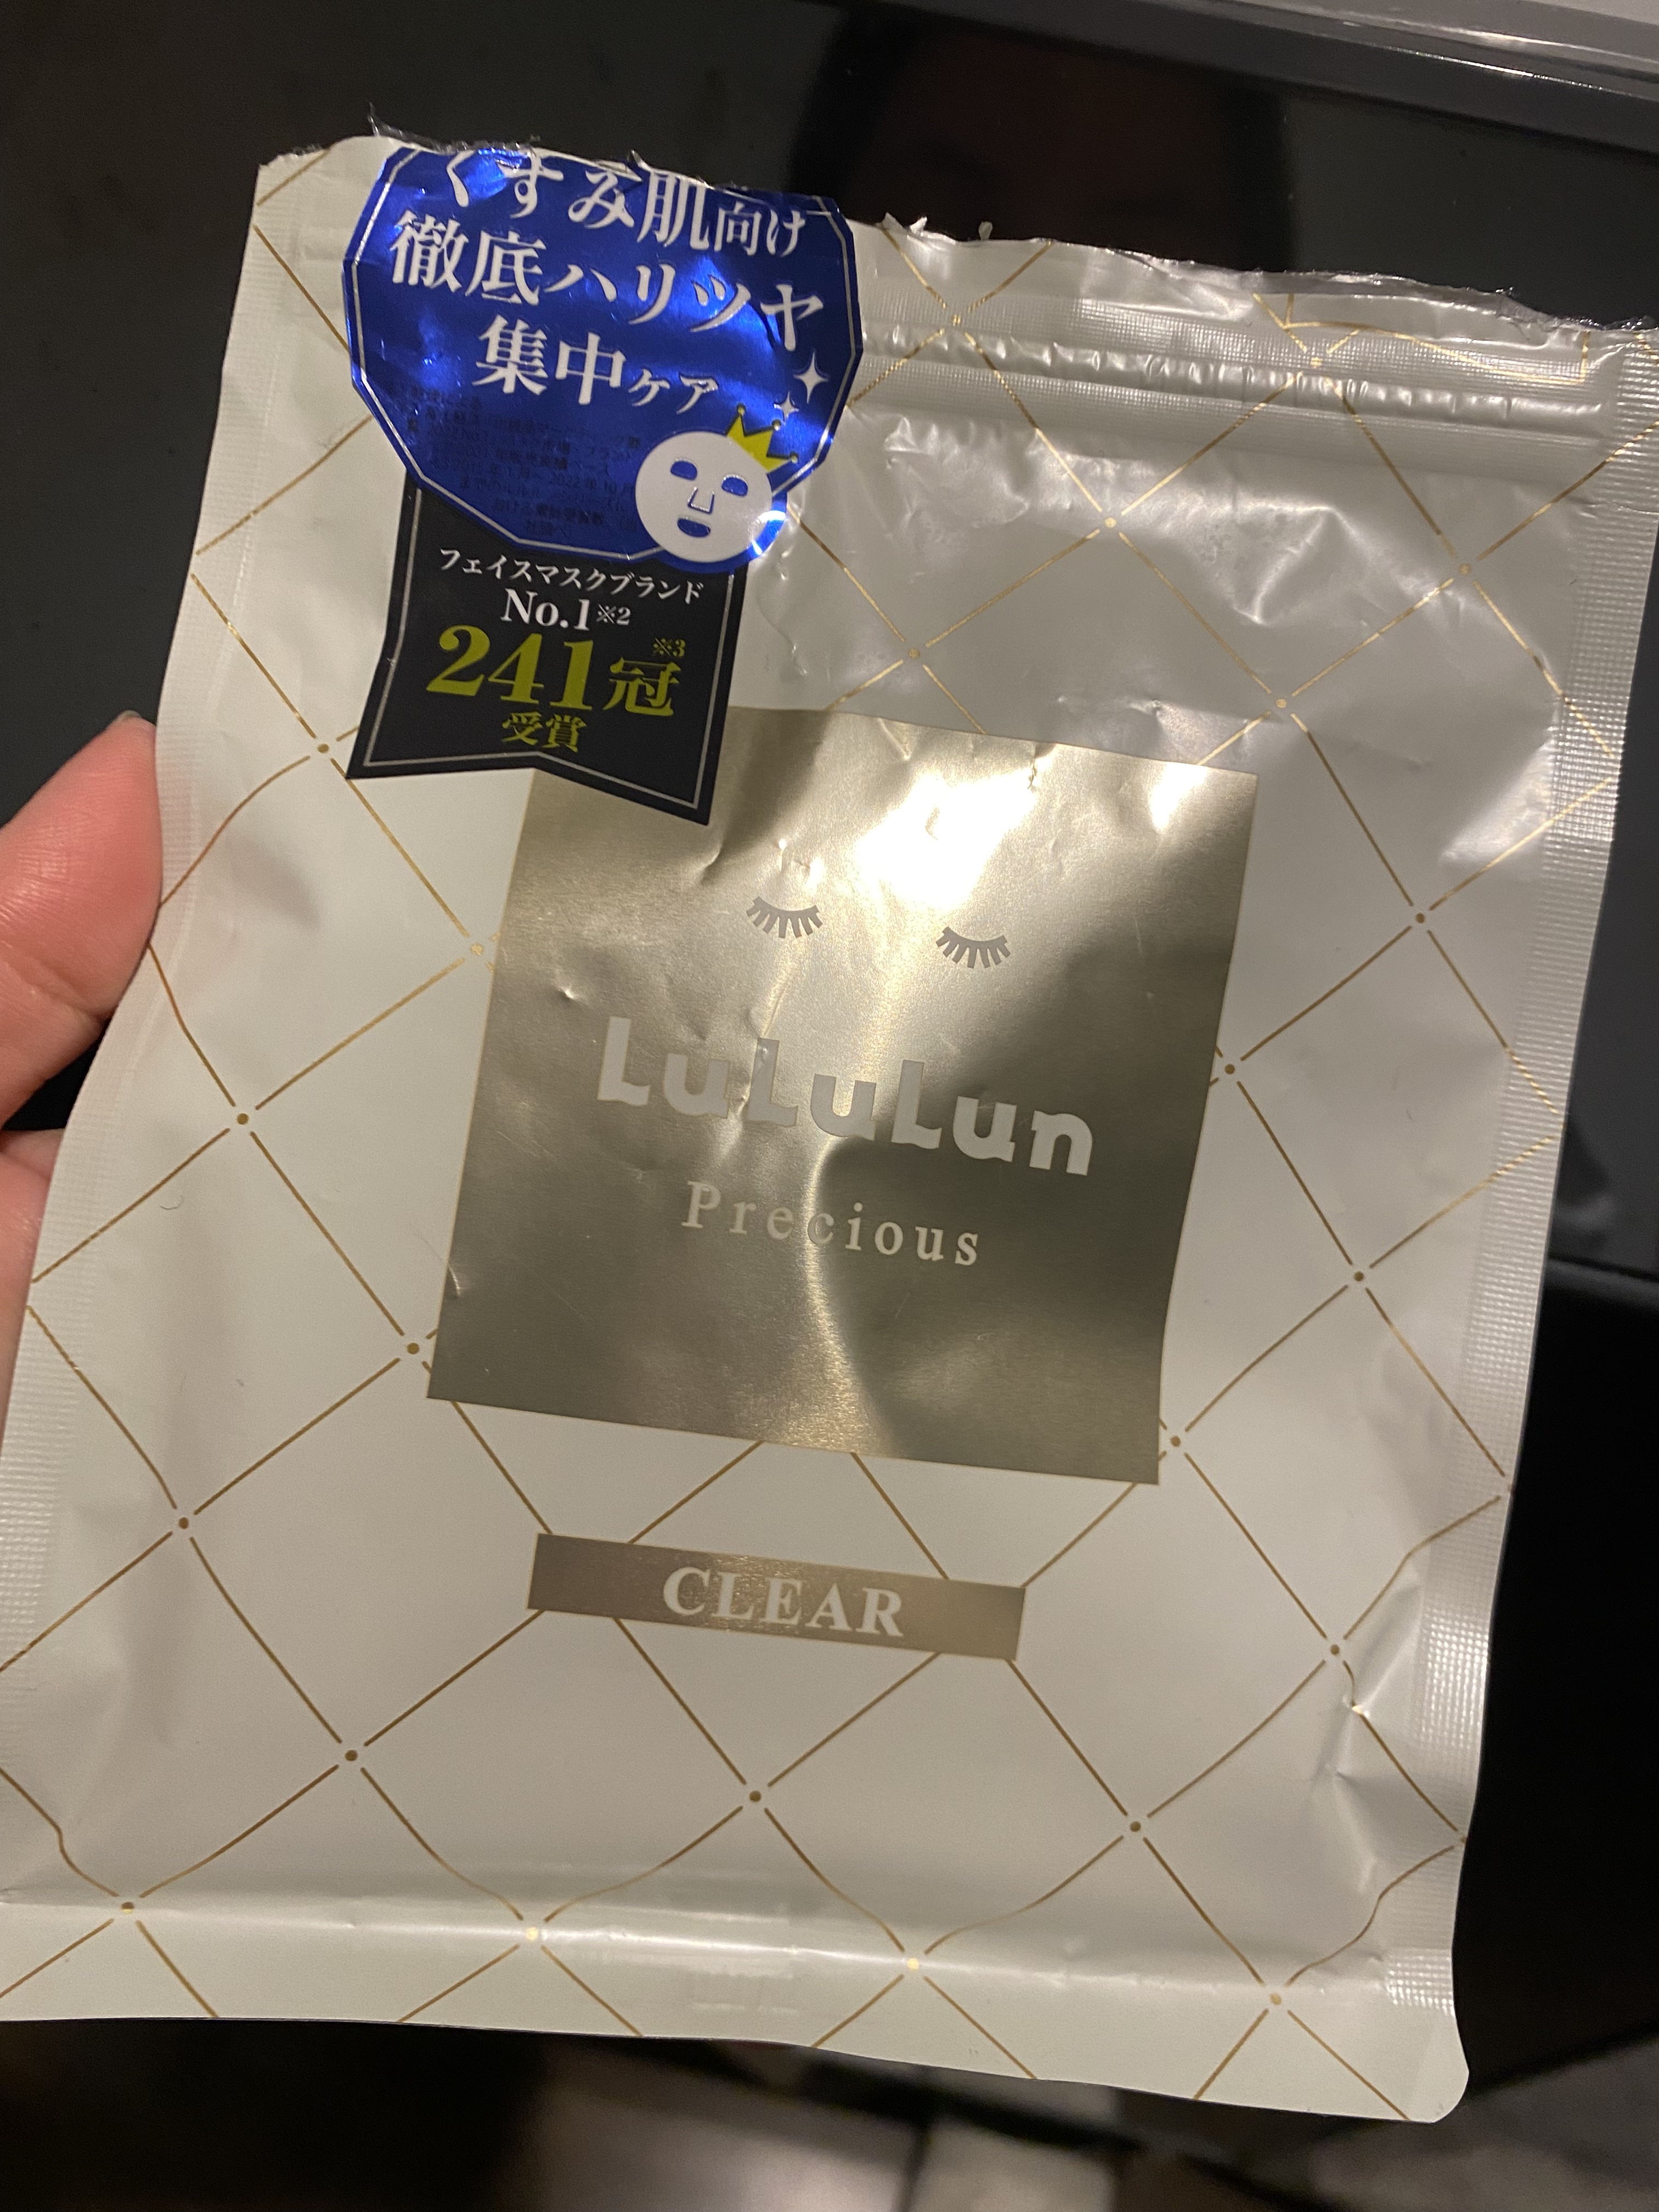 くすみ肌向け
徹底ハリツヤ
集中ケア
フェイスマスクブランド
No.1※2
241冠※3
受賞
LuLuLun
Precious
CLEAR